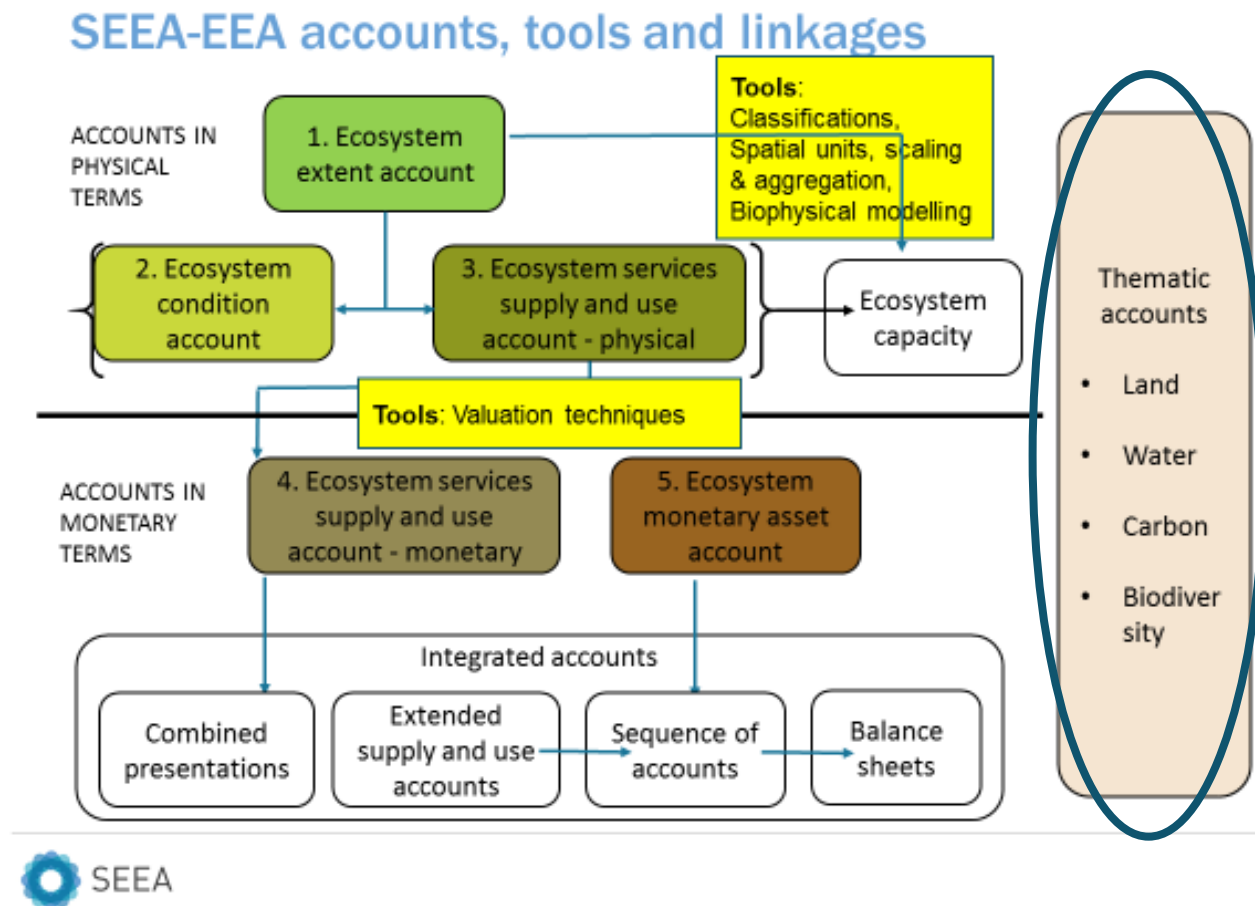 SEEA-EEA accounts, tools and linkages
ACCOUNTS IN
PHYSICAL
TERMS
1. Ecosystem
extent account
Tools:
Classifications,
Spatial units, scaling
& aggregation,
Biophysical modelling
2. Ecosystem
condition
account
3. Ecosystem services
supply and use
account - physical
Ecosystem
capacity
Tools: Valuation techniques
ACCOUNTS IN
MONETARY
TERMS
4. Ecosystem services
supply and use
account - monetary
5. Ecosystem
monetary asset
account
Integrated accounts
Combined
presentations
Extended
supply and use
accounts
Sequence of
accounts
Balance
sheets
Thematic
accounts
• Land
• Water
• Carbon
• Biodiver
sity
SEEA